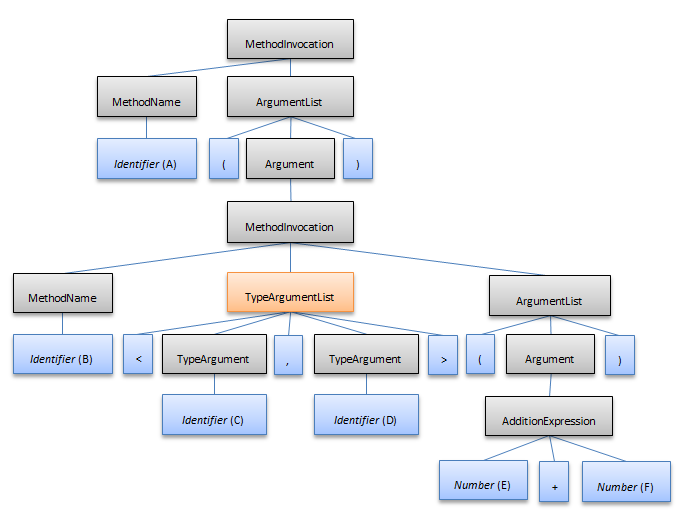 MethodInvocation
MethodName
ArgumentList
Identifier (A)
(
Argument
)
MethodInvocation
MethodName
TypeArgumentList
ArgumentList
Identifier (B)
<
TypeArgument
,
TypeArgument
>
(
Argument
)
Identifier (C)
Identifier (D)
AdditionExpression
Number (E)
+
Number (F)